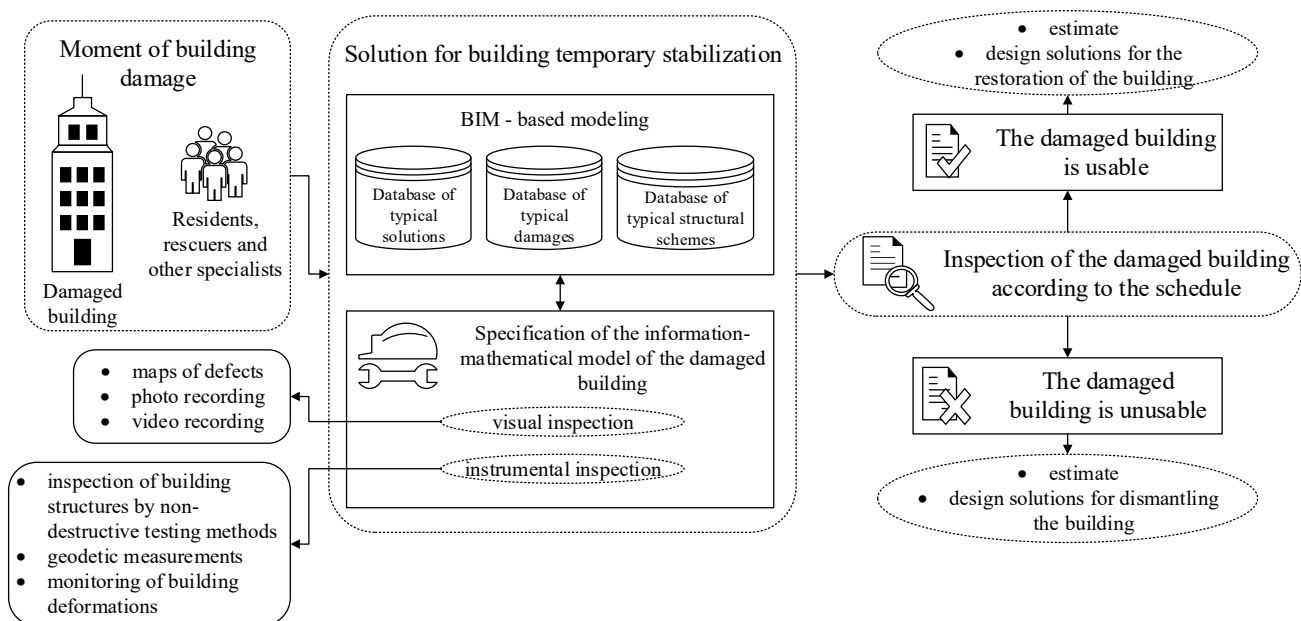 Moment of building
damage
Damaged
building
Residents,
rescuers and
other specialists
• maps of defects
• photo recording
• video recording
• inspection of building
structures by non-
destructive testing methods
• geodetic measurements
• monitoring of building
deformations
Solution for building temporary stabilization
BIM - based modeling
Database of
typical
solutions
Database of
typical
damages
Database of
typical structural
schemes
Specification of the information-
mathematical model of the damaged
building
visual inspection
instrumental inspection
• estimate
• design solutions for the
restoration of the building
The damaged building
is usable
Inspection of the damaged building
according to the schedule
The damaged
building is unusable
• estimate
• design solutions for dismantling
the building